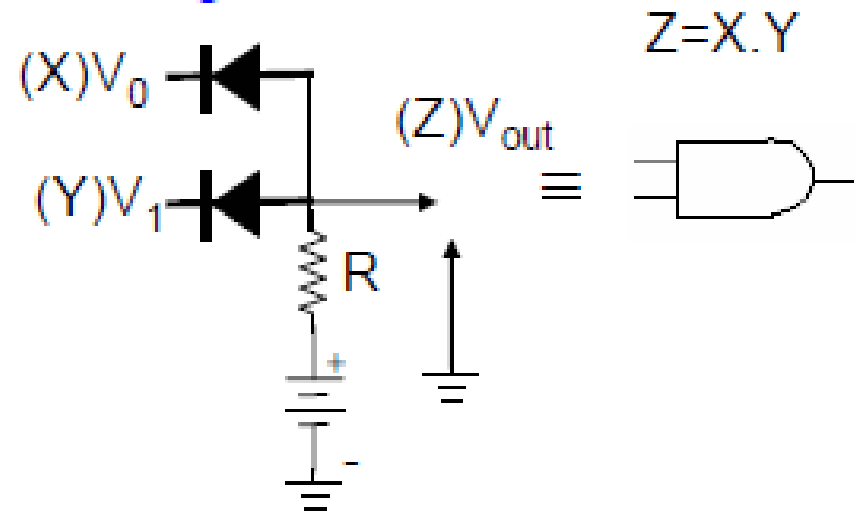 Z=X.Y
(X)V₀
(Z)Vout
(Y)V₁
≡
R
+
-